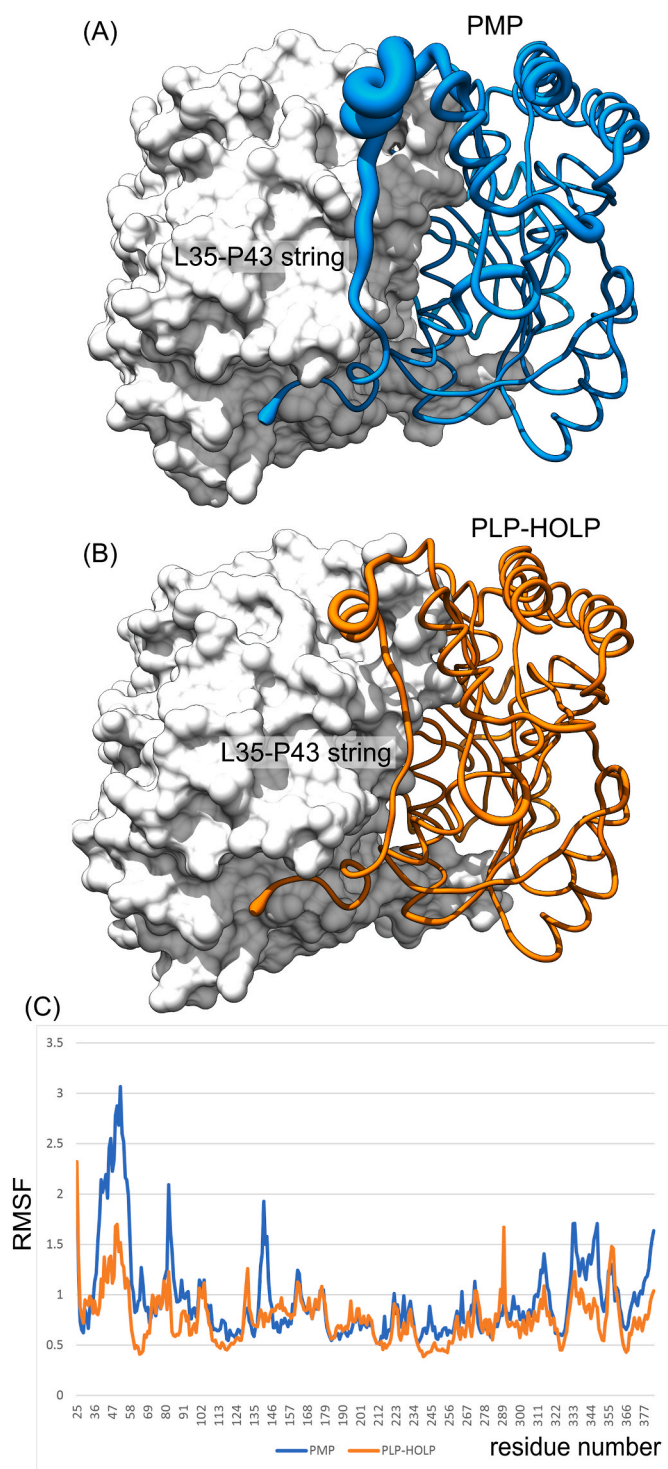 (A)
PMP
L35-P43 string
(B)
PLP-HOLP
L35-P43 string
(C)
3.5
3
2.5
2
1.5
1
0.5
0
RMSF
25 36 47 58 69 80 91 102 113 124 135 146 157 168 179 190 201 212 223 234 245 256 267 278 289 300 311 322 333 344 355 366 377
PMP PLP-HOLP
residue number